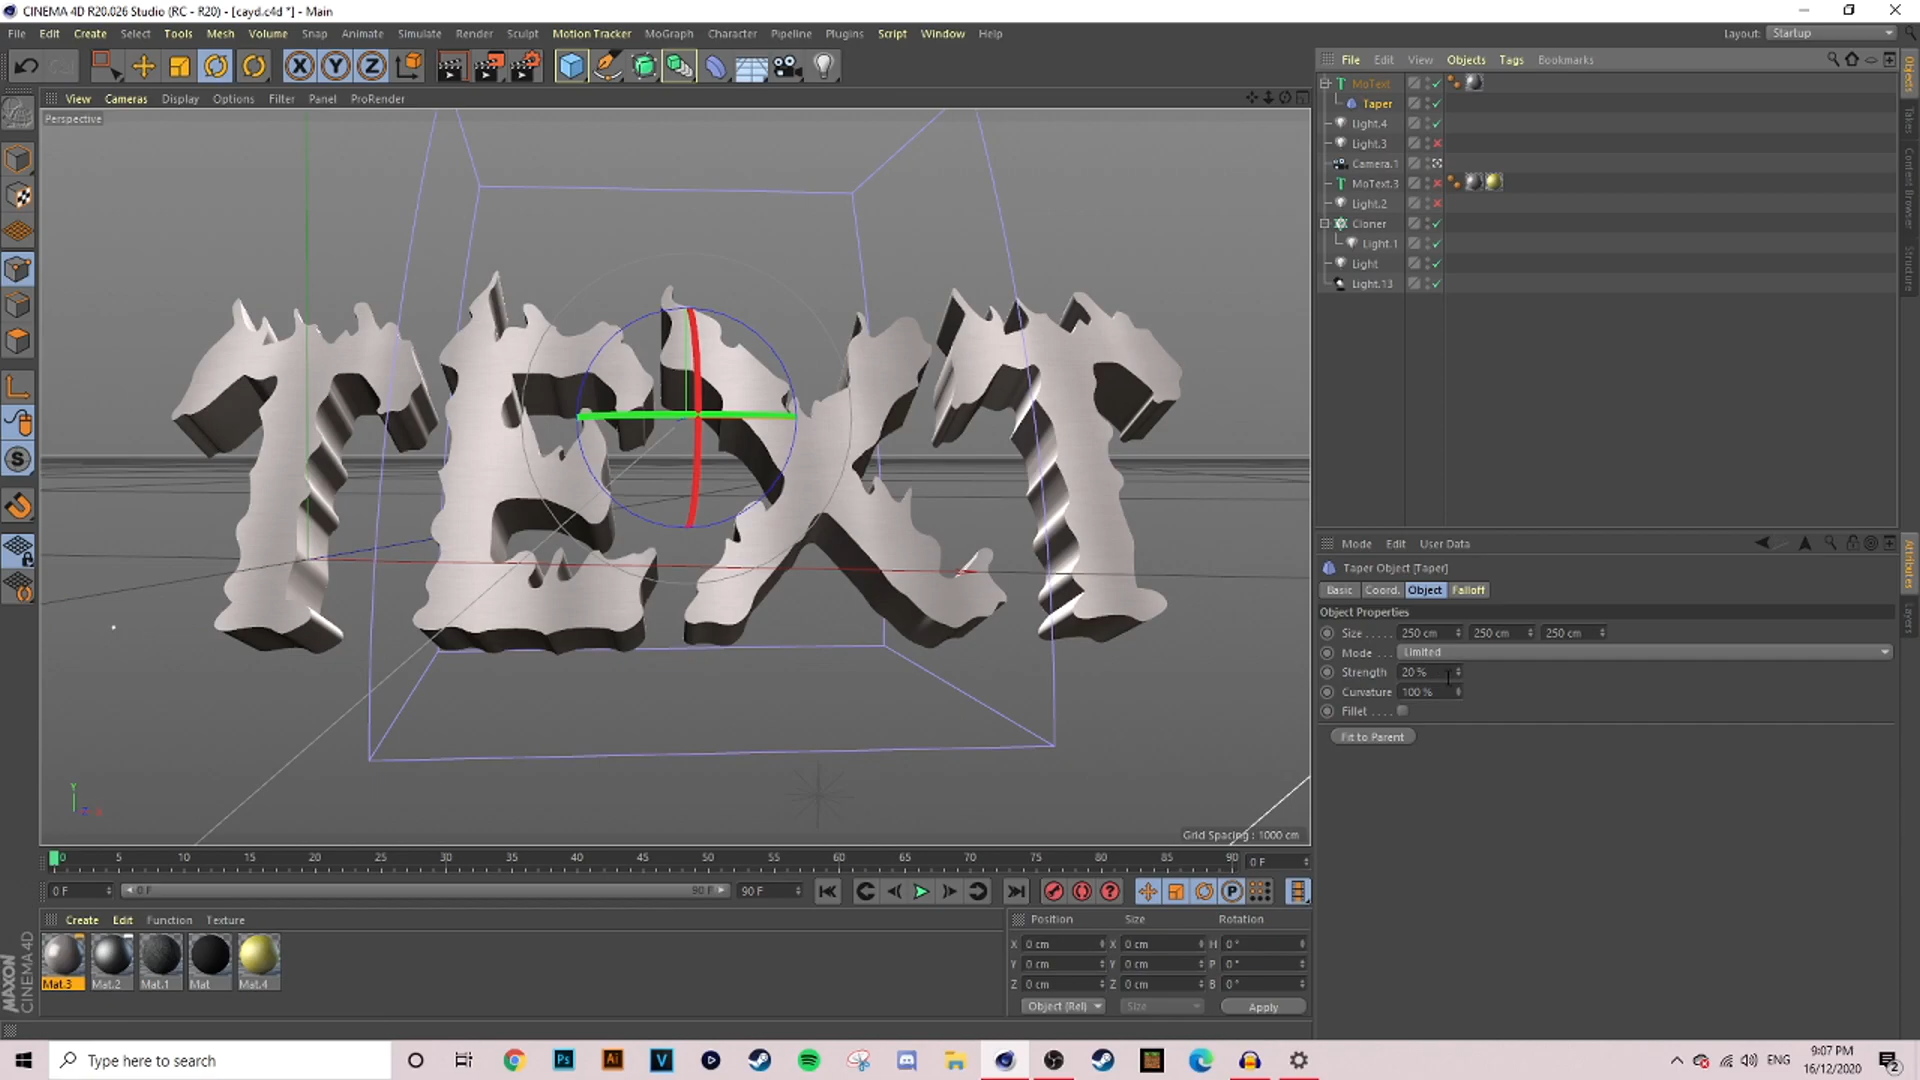 CINEMA 4D R20.026 Studio (RC - R20) - [cayd.c4d *] - Main
File Edit Create Select Tools Mesh Volume Snap Animate Simulate Render Sculpt Motion Tracker MoGraph Character Pipeline Plugins Script Window Help
Layout: Startup
View Cameras Display Options Filter Panel ProRender
Perspective
TEXT
Grid Spacing : 1000 cm
File Edit View Objects Tags Bookmarks
MoText
Taper
Light.4
Light.3
Camera.1
MoText.3
Light.2
Cloner
Light.1
Light
Light.13
Objects
Takes
Content Browser
Structure
Mode Edit User Data
Taper Object [Taper]
Basic Coord. Object Falloff
Object Properties
Size . . . . . 250 cm 250 cm 250 cm
Mode . . . Limited
Strength 20 %
Curvature 100 %
Fillet . . . .
Fit to Parent
Attributes
Layers
0 5 10 15 20 25 30 35 40 45 50 55 60 65 70 75 80 85 90 0 F
0 F 0 F 90 F 90 F
Create Edit Function Texture
Mat.3 Mat.2 Mat.1 Mat Mat.4
MAXON CINEMA 4D
Position Size Rotation
X 0 cm X 0 cm H 0 °
Y 0 cm Y 0 cm P 0 °
Z 0 cm Z 0 cm B 0 °
Object (Rel) Size Apply
Type here to search
ENG
9:07 PM
16/12/2020
2